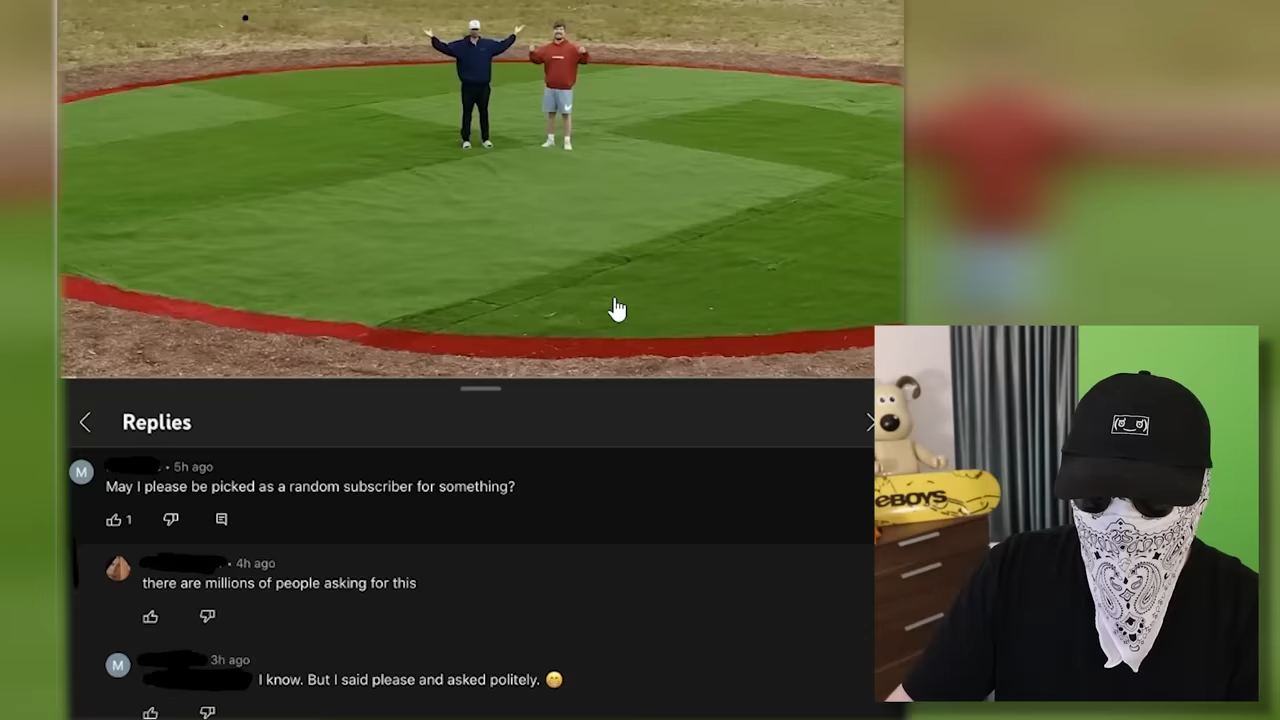 Replies
M
• 5h ago
May I please be picked as a random subscriber for something?
1
• 4h ago
there are millions of people asking for this
M
3h ago
I know. But I said please and asked politely. 😁
BOYS